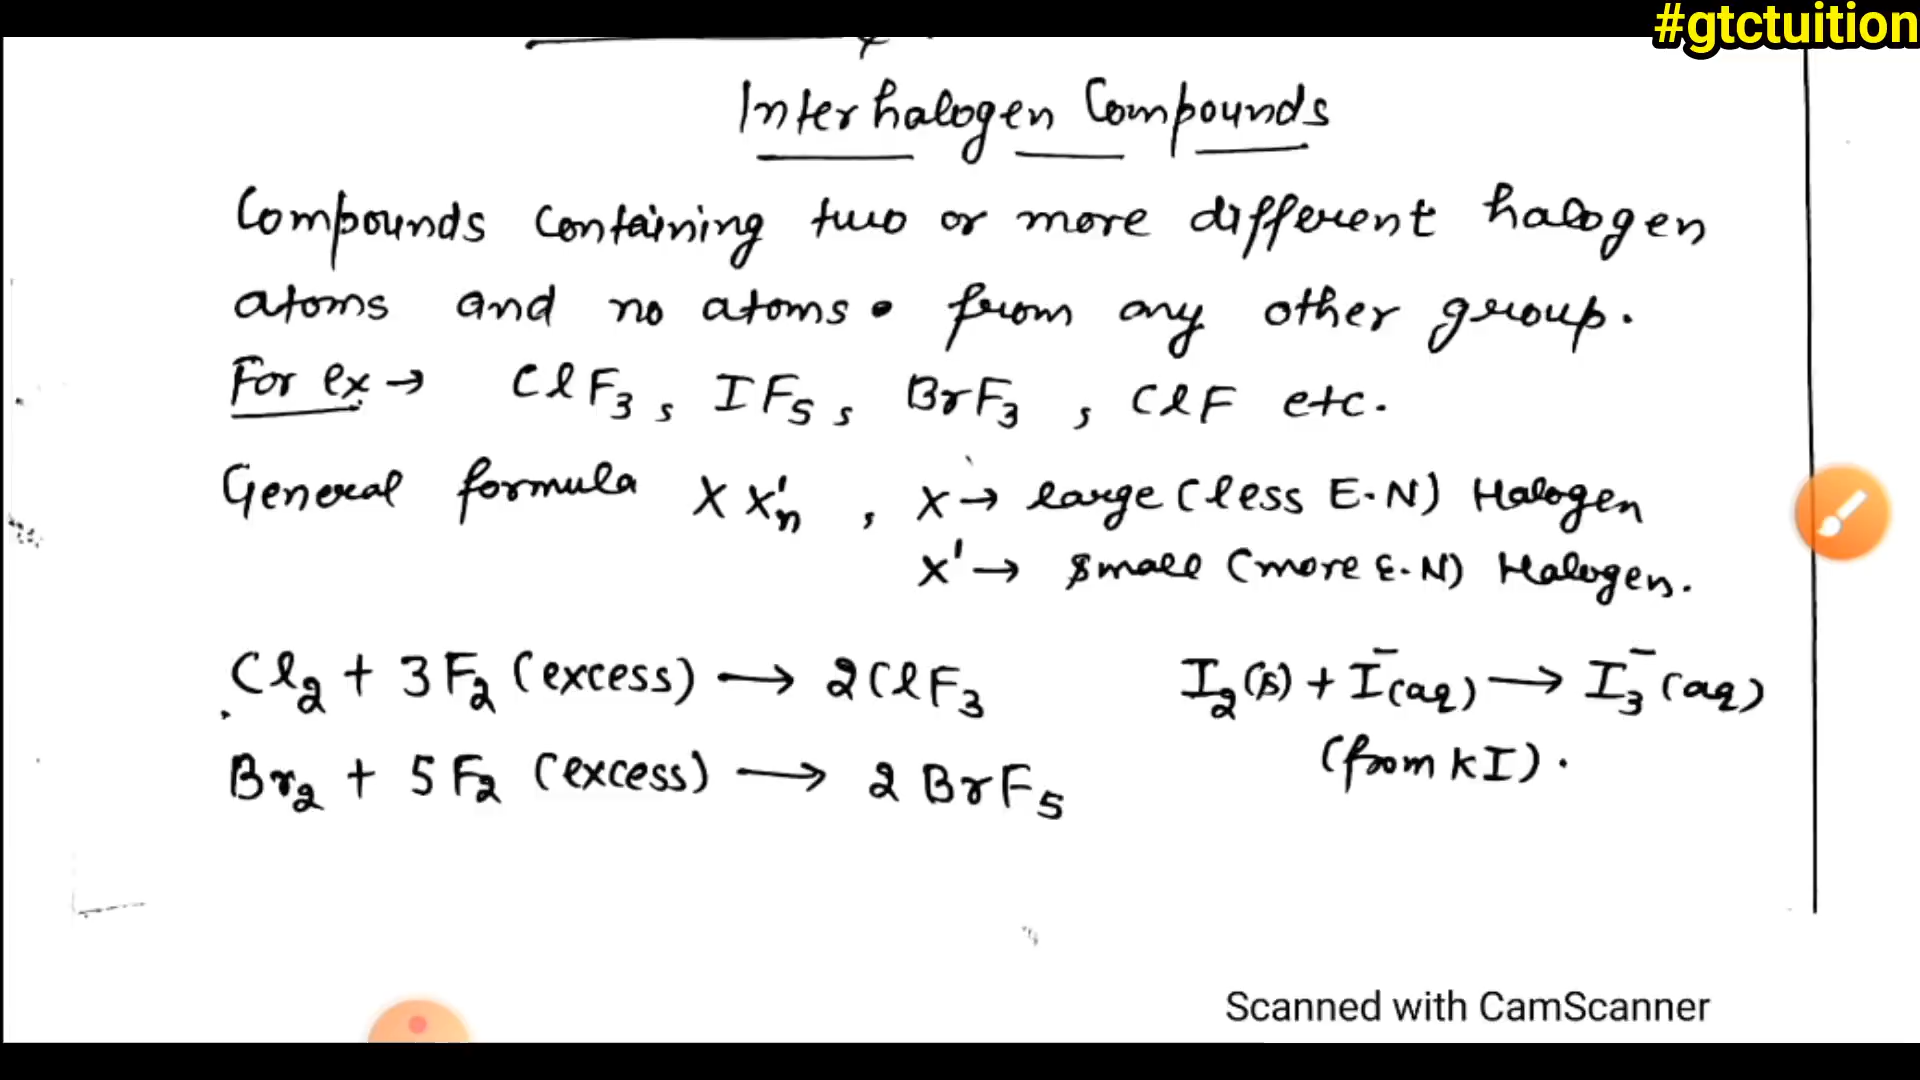 #gtctuition
Interhalogen Compounds
Compounds containing two or more different halogen
atoms and no atoms. from any other group.
For ex → ClF₃, IF₅, BrF₃, ClF etc.
General formula XX'ₙ, X → large (less E.N) Halogen
X' → small (more E.N) Halogen.
Cl₂ + 3F₂ (excess) → 2ClF₃
I₂(s) + I⁻(aq) → I₃⁻(aq)
Br₂ + 5F₂ (excess) → 2BrF₅
(from KI).
Scanned with CamScanner